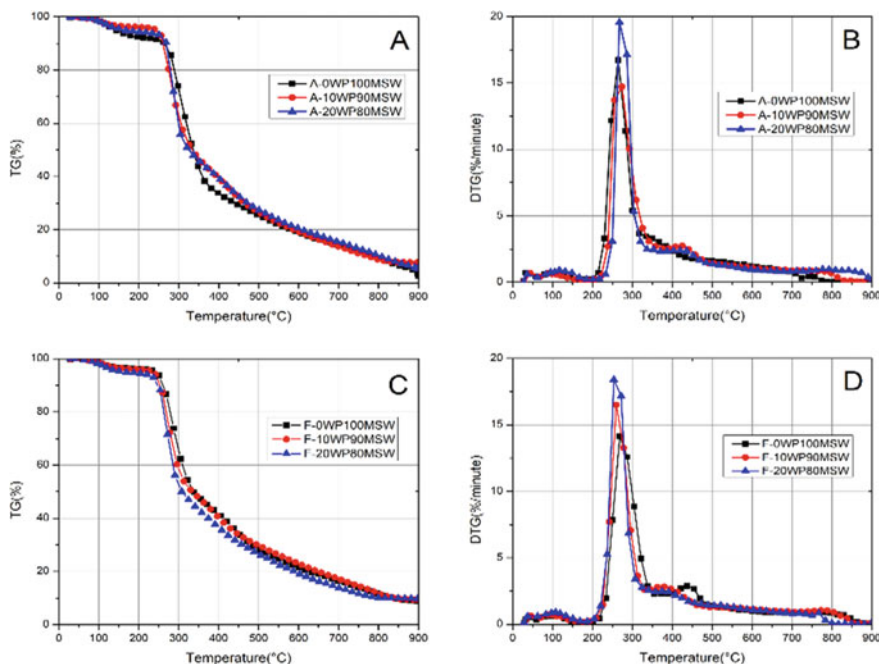 A
TG(%)
100
80
60
40
20
0
A-0WP100MSW
A-10WP90MSW
A-20WP80MSW
0 100 200 300 400 500 600 700 800 900
Temperature(°C)
B
DTG(%/minute)
20
15
10
5
0
A-0WP100MSW
A-10WP90MSW
A-20WP80MSW
0 100 200 300 400 500 600 700 800 900
Temperature(°C)
C
TG(%)
100
80
60
40
20
0
F-0WP100MSW
F-10WP90MSW
F-20WP80MSW
0 100 200 300 400 500 600 700 800 900
Temperature(°C)
D
DTG(%/minute)
20
15
10
5
0
F-0WP100MSW
F-10WP90MSW
F-20WP80MSW
0 100 200 300 400 500 600 700 800 900
Temperature(°C)